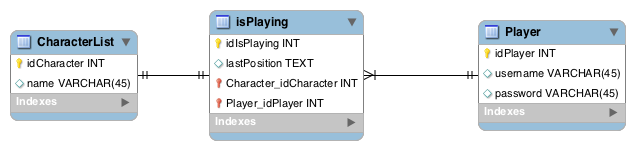 CharacterList
idCharacter INT
name VARCHAR(45)
Indexes
isPlaying
idIsPlaying INT
lastPosition TEXT
Character_idCharacter INT
Player_idPlayer INT
Indexes
Player
idPlayer INT
username VARCHAR(45)
password VARCHAR(45)
Indexes